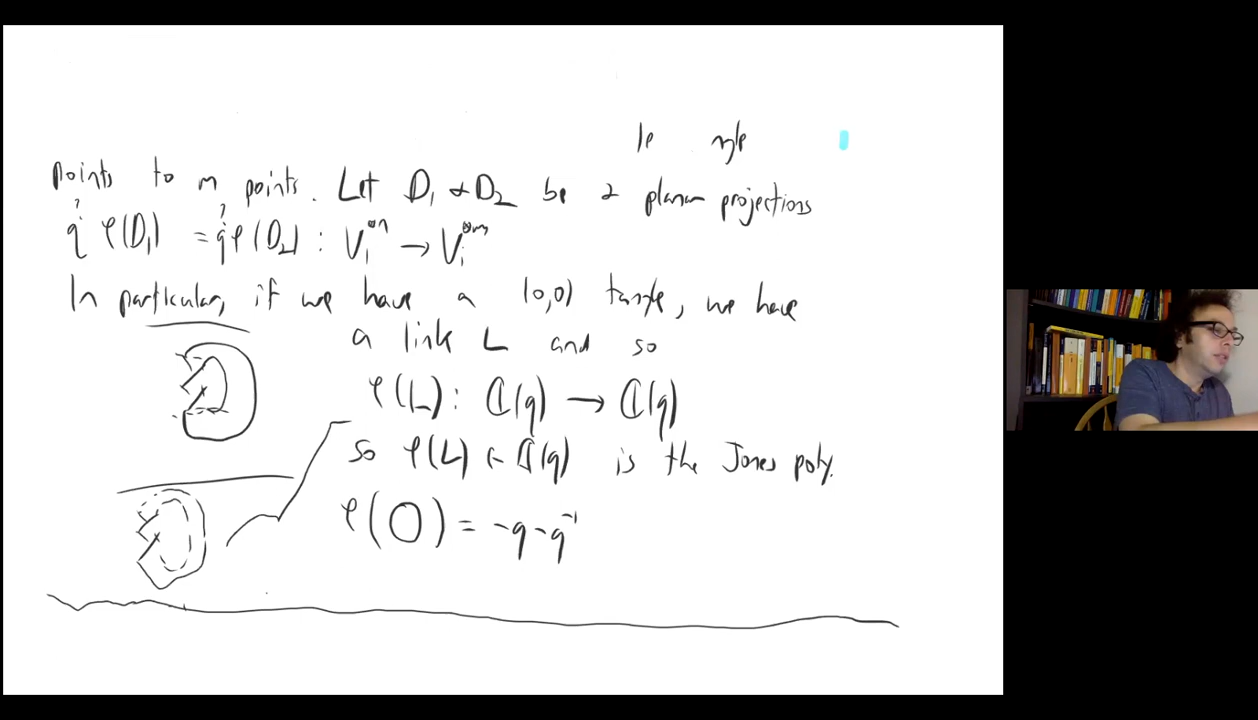 points to m points. Let D₁ & D₂ be 2 planar projections
q^? φ(D₁) = q^? φ(D₂) : V₁^⊗n → V₁^⊗m
In particular, if we have a (0,0) tangle, we have
a link L and so
φ(L): ℂ(q) → ℂ(q)
so φ(L) ∈ ℂ(q) is the Jones poly.
φ(O) = -q-q⁻¹